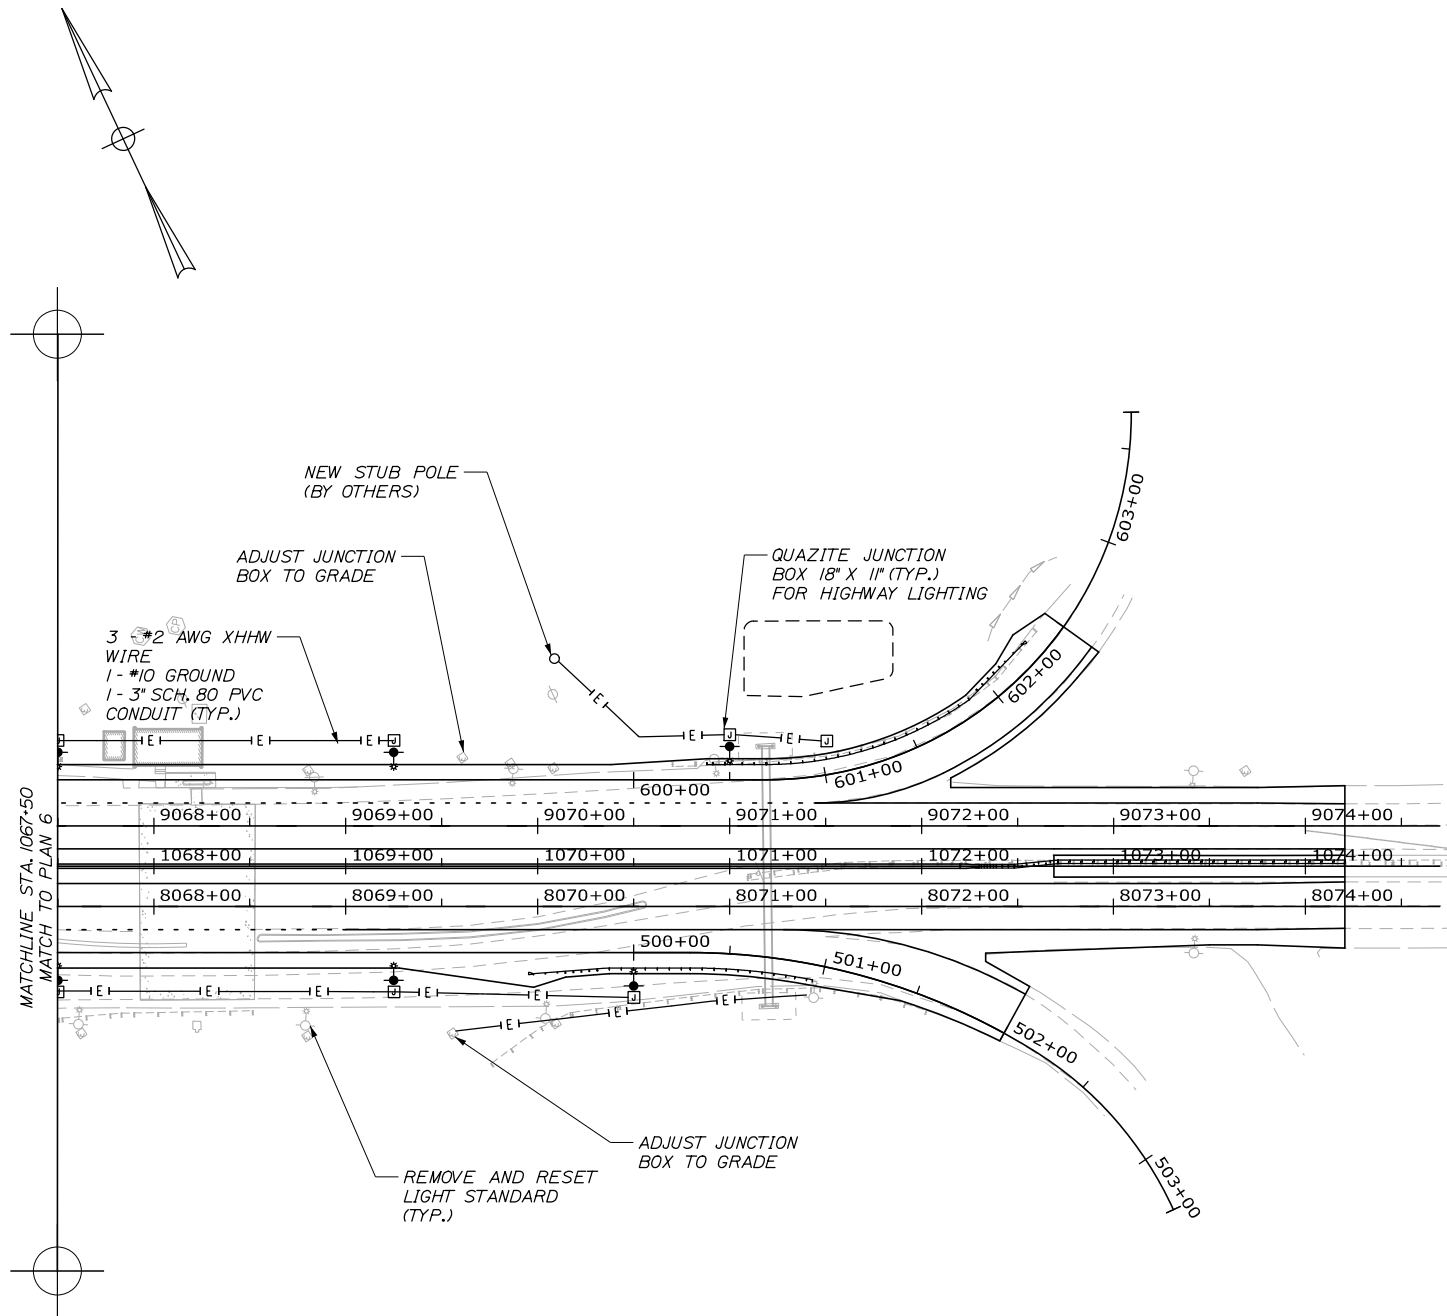 NEW STUB POLE
(BY OTHERS)
ADJUST JUNCTION
BOX TO GRADE
QUAZITE JUNCTION
BOX 18" X 11" (TYP.)
FOR HIGHWAY LIGHTING
3 - #2 AWG XHHW
WIRE
1 - #10 GROUND
1 - 3" SCH. 80 PVC
CONDUIT (TYP.)
603+00
602+00
601+00
600+00
E
E E
J J
E E E
J J
9068+00 9069+00 9070+00 9071+00 9072+00 9073+00 9074+00
1068+00 1069+00 1070+00 1071+00 1072+00 1073+00 1074+00
8068+00 8069+00 8070+00 8071+00 8072+00 8073+00 8074+00
MATCHLINE STA. 1067+50
MATCH TO PLAN 6
500+00
501+00
502+00
503+00
J J J
E E E E E
E E E
ADJUST JUNCTION
BOX TO GRADE
REMOVE AND RESET
LIGHT STANDARD
(TYP.)